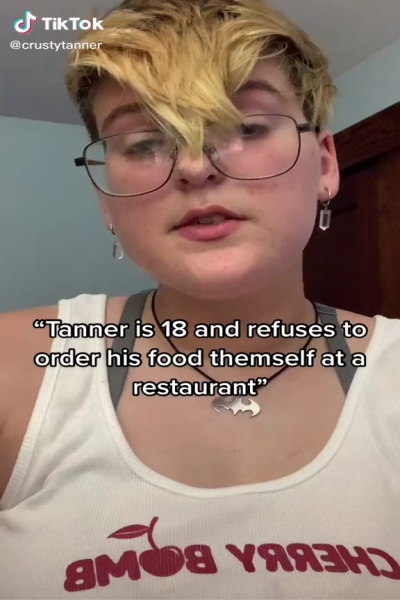 TikTok
@crustytanner
“Tanner is 18 and refuses to
order his food themself at a
restaurant”
CHERRY BOMB